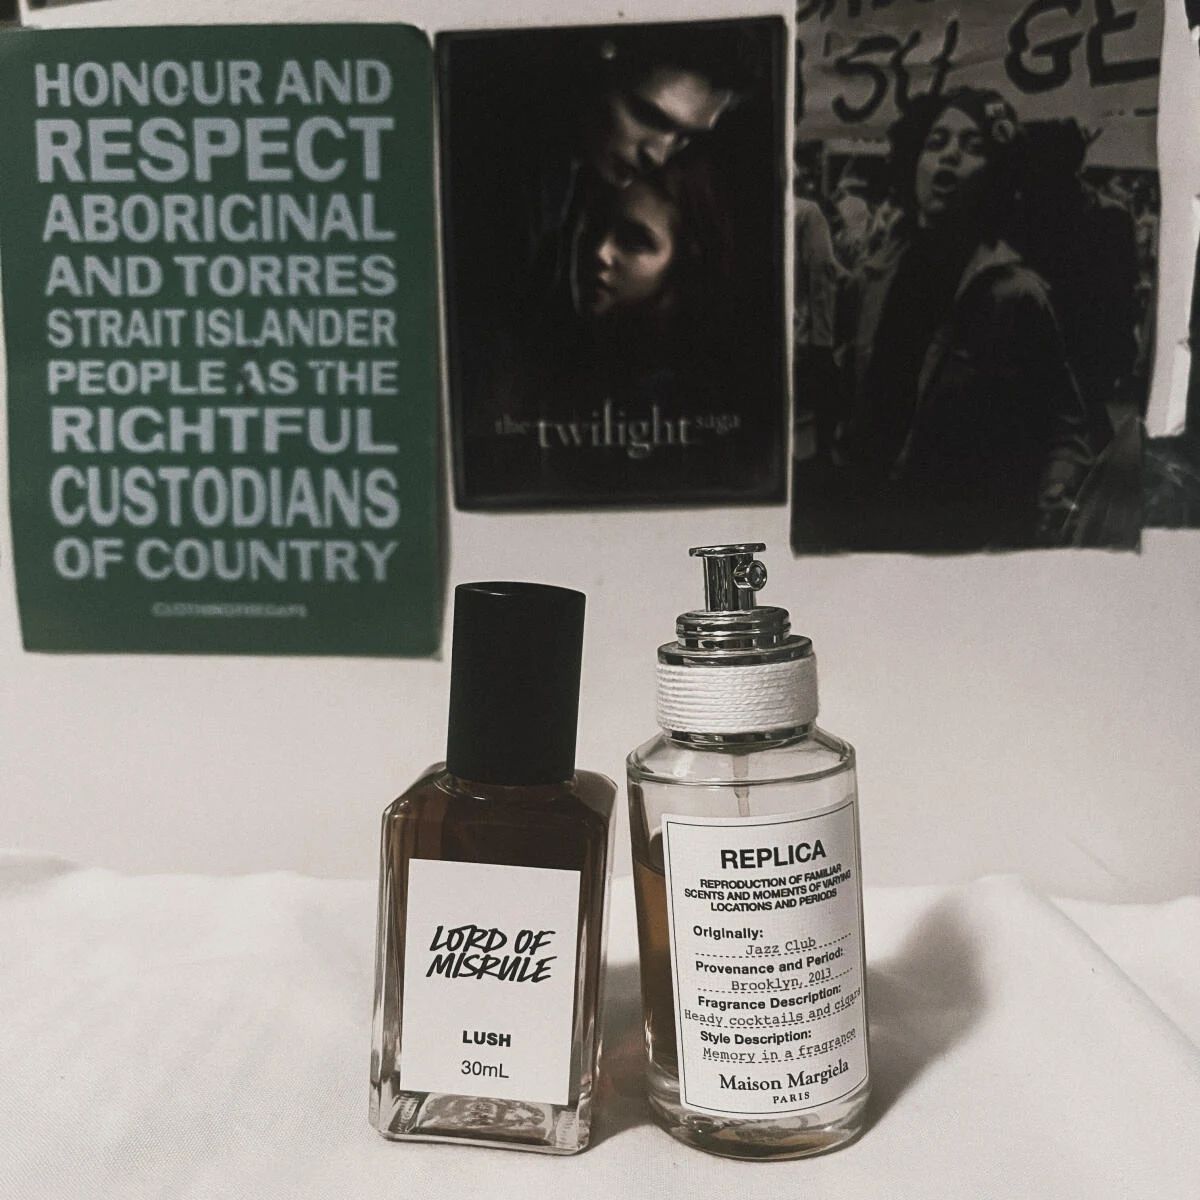 HONOUR AND
RESPECT
ABORIGINAL
AND TORRES
STRAIT ISLANDER
PEOPLE AS THE
RIGHTFUL
CUSTODIANS
OF COUNTRY
CLOTHINGTHEGAPS
the twilight saga
GE
LORD OF
MISRULE
LUSH
30mL
REPLICA
REPRODUCTION OF FAMILIAR
SCENTS AND MOMENTS OF VARYING
LOCATIONS AND PERIODS
Originally:
Jazz Club
Provenance and Period:
Brooklyn, 2013
Fragrance Description:
Heady cocktails and cigars
Style Description:
Memory in a fragrance
Maison Margiela
PARIS